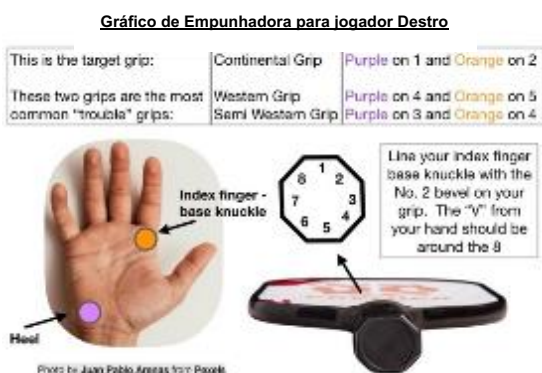 Gráfico de Empunhadora para jogador Destro
This is the target grip: Continental Grip Purple on 1 and Orange on 2
These two grips are the most Western Grip Purple on 4 and Orange on 5
common "trouble" grips: Semi Western Grip Purple on 3 and Orange on 4
Index finger -
base knuckle
Heel
1
8 2
7 3
6 4
5
Line your index finger
base knuckle with the
No. 2 bevel on your
grip. The "V" from
your hand should be
around the 8
Photo by Juan Pablo Arenas from Pexels